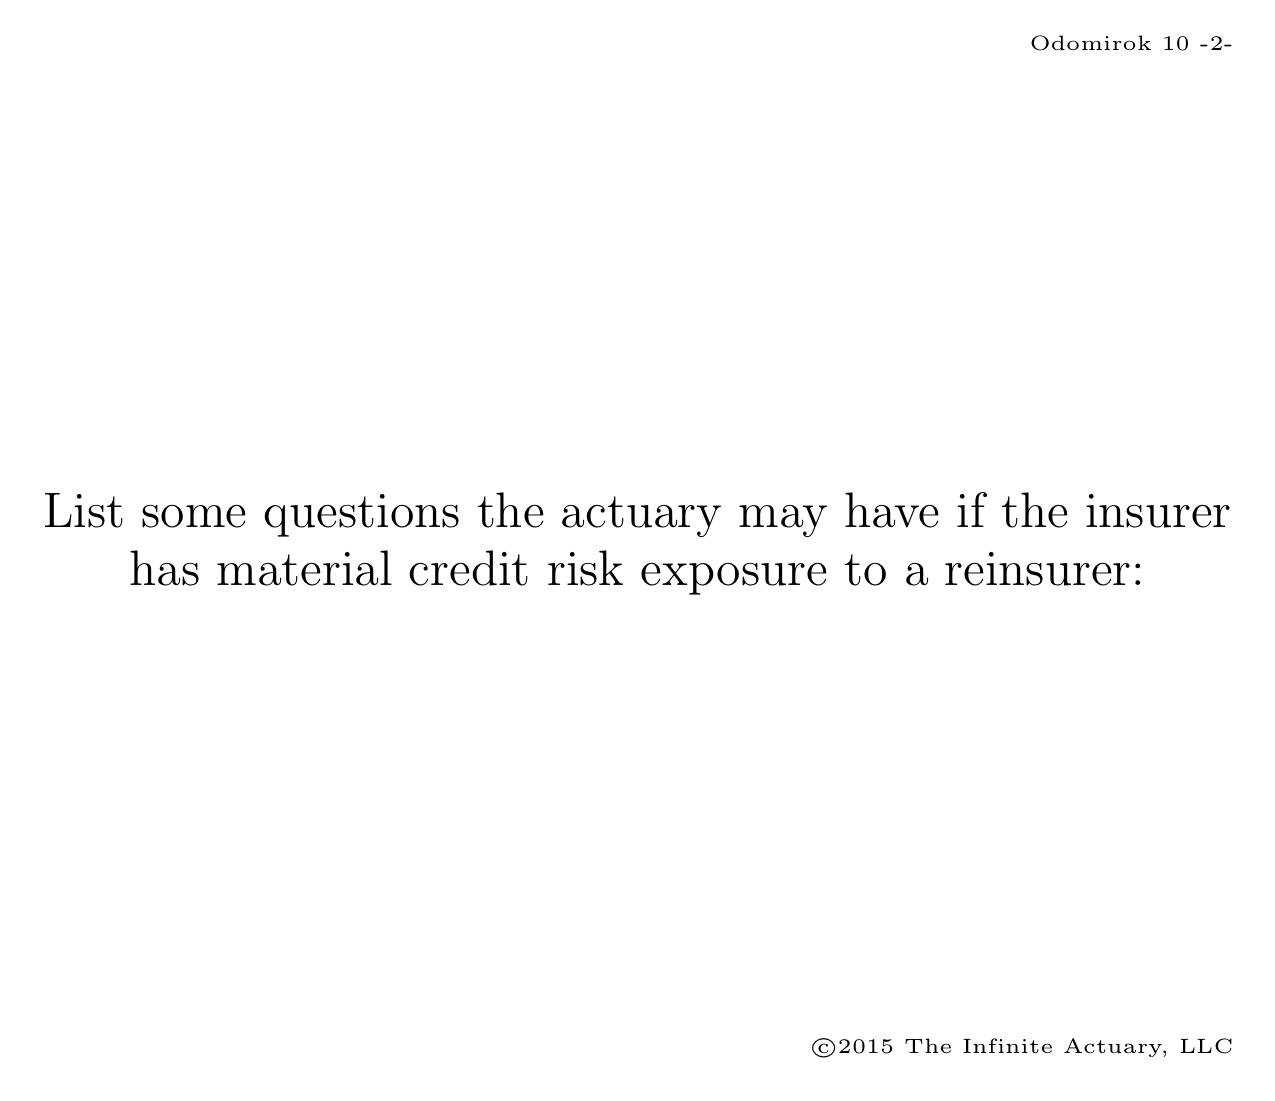 Odomirok 10 -2-
List some questions the actuary may have if the insurer
has material credit risk exposure to a reinsurer:
©2015 The Infinite Actuary, LLC